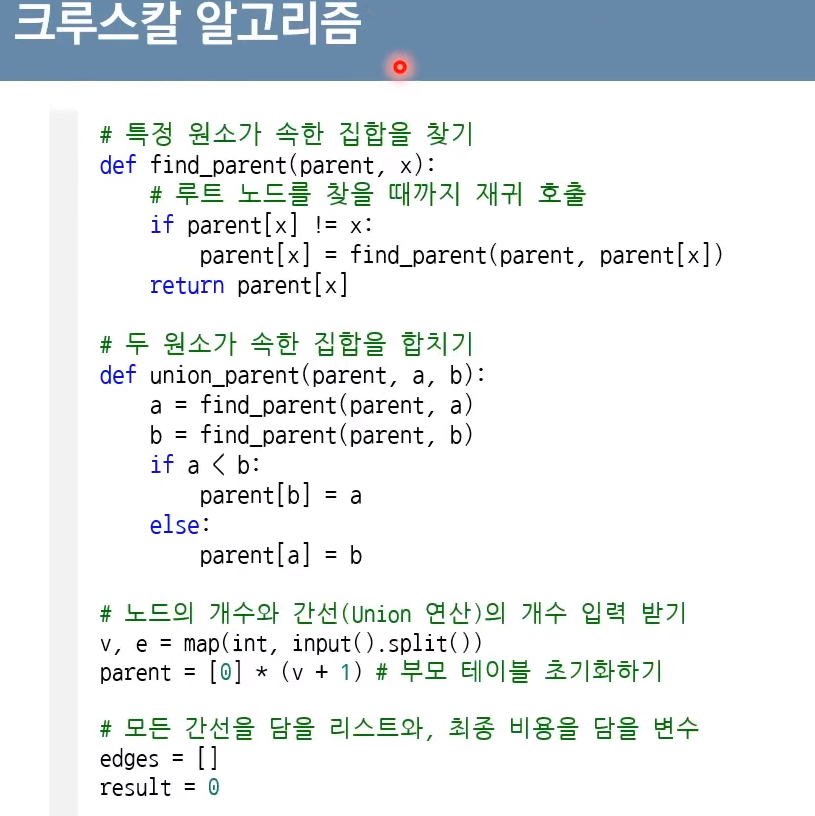 크루스칼 알고리즘
# 특정 원소가 속한 집합을 찾기
def find_parent(parent, x):
    # 루트 노드를 찾을 때까지 재귀 호출
    if parent[x] != x:
        parent[x] = find_parent(parent, parent[x])
    return parent[x]
# 두 원소가 속한 집합을 합치기
def union_parent(parent, a, b):
    a = find_parent(parent, a)
    b = find_parent(parent, b)
    if a < b:
        parent[b] = a
    else:
        parent[a] = b
# 노드의 개수와 간선(Union 연산)의 개수 입력 받기
v, e = map(int, input().split())
parent = [0] * (v + 1) # 부모 테이블 초기화하기
# 모든 간선을 담을 리스트와, 최종 비용을 담을 변수
edges = []
result = 0